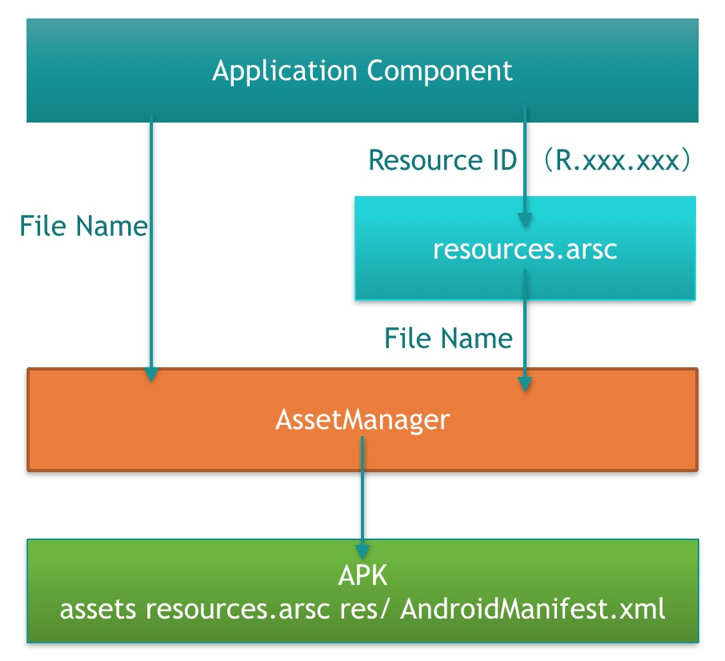 Application Component
Resource ID （R.xxx.xxx）
File Name
resources.arsc
File Name
AssetManager
APK
assets resources.arsc res/ AndroidManifest.xml